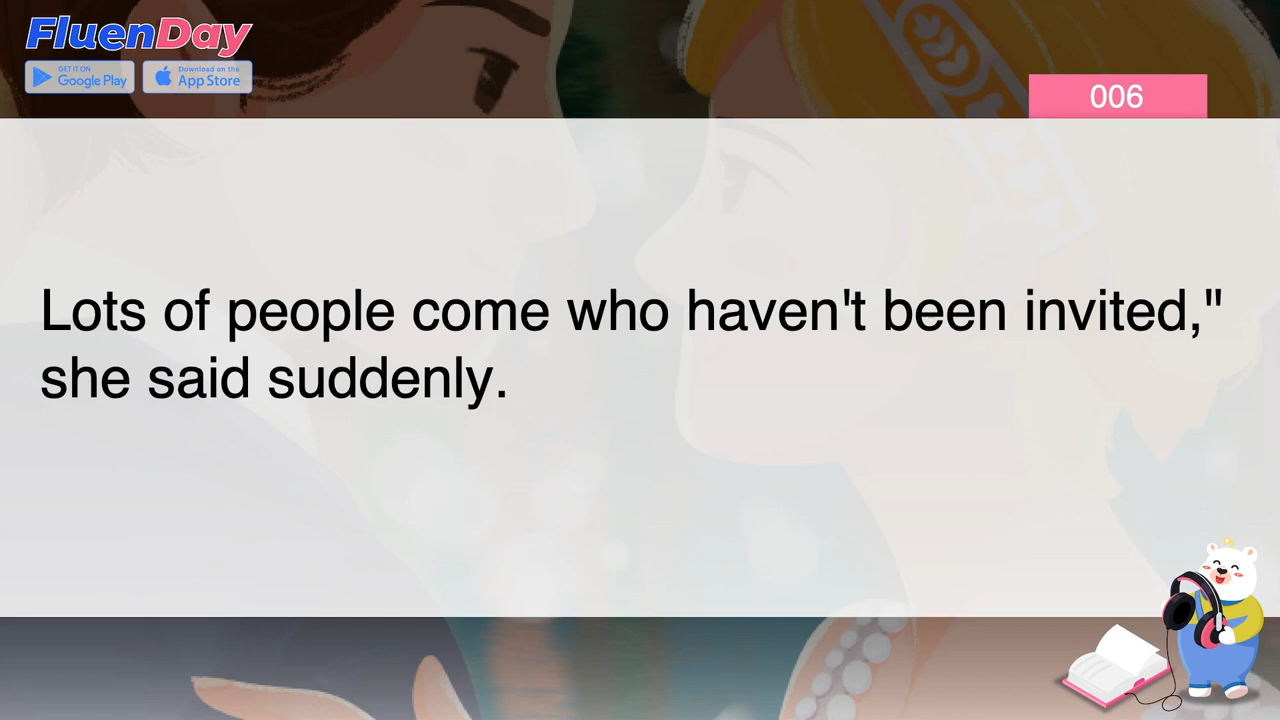 FluenDay
GET IT ON
Google Play
Download on the
App Store
006
Lots of people come who haven't been invited,"
she said suddenly.